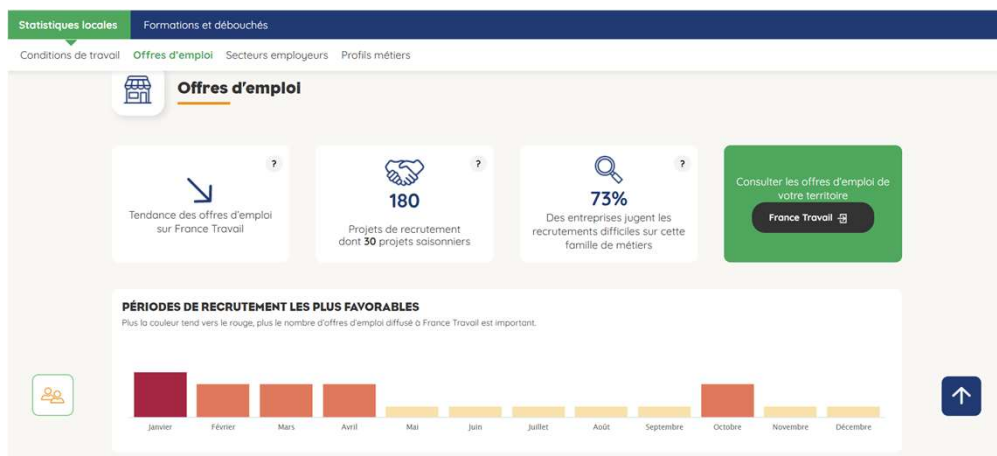 Statistiques locales Formations et débouchés
Conditions de travail Offres d'emploi Secteurs employeurs Profils métiers
Offres d'emploi
?
Tendance des offres d'emploi
sur France Travail
?
180
Projets de recrutement
dont 30 projets saisonniers
?
73%
Des entreprises jugent les
recrutements difficiles sur cette
famille de métiers
Consulter les offres d'emploi de
votre territoire
France Travail
PÉRIODES DE RECRUTEMENT LES PLUS FAVORABLES
Plus la couleur tend vers le rouge, plus le nombre d'offres d'emploi diffusé à France Travail est important.
Janvier Février Mars Avril Mai Juin Juillet Août Septembre Octobre Novembre Décembre